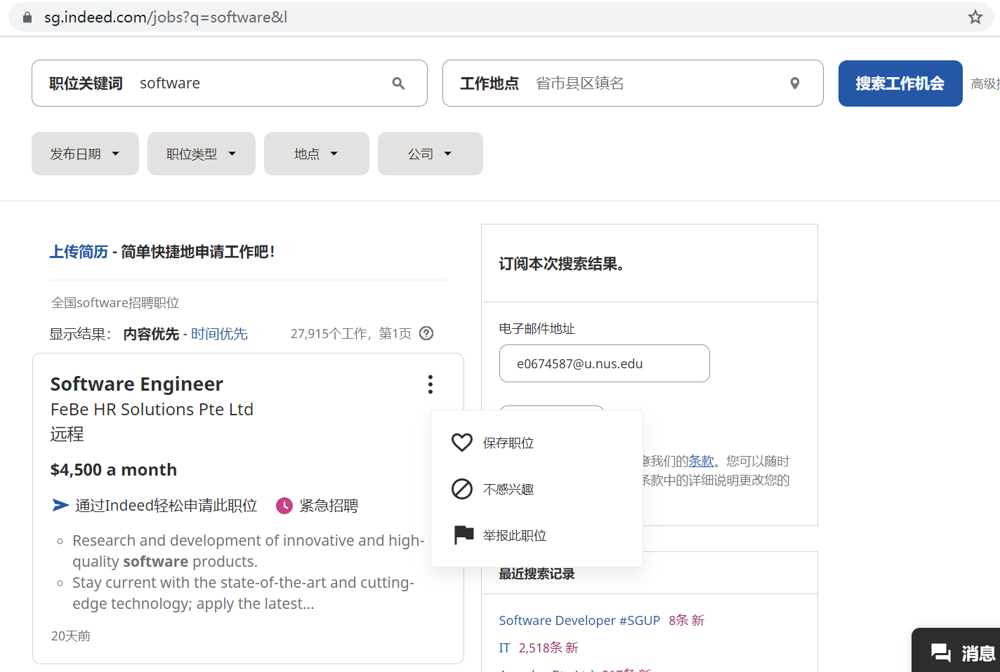 sg.indeed.com/jobs?q=software&l
职位关键词 software
工作地点 省市县区镇名
搜索工作机会
高级
发布日期
职位类型
地点
公司
上传简历 - 简单快捷地申请工作吧！
全国software招聘职位
显示结果： 内容优先 - 时间优先 27,915个工作，第1页
Software Engineer
FeBe HR Solutions Pte Ltd
远程
$4,500 a month
通过Indeed轻松申请此职位 紧急招聘
Research and development of innovative and high-
quality software products.
Stay current with the state-of-the-art and cutting-
edge technology; apply the latest...
20天前
保存职位
不感兴趣
举报此职位
订阅本次搜索结果。
电子邮件地址
e0674587@u.nus.edu
我们的条款。您可以随时
条款中的详细说明更改您的
最近搜索记录
Software Developer #SGUP 8条 新
IT 2,518条 新
消息